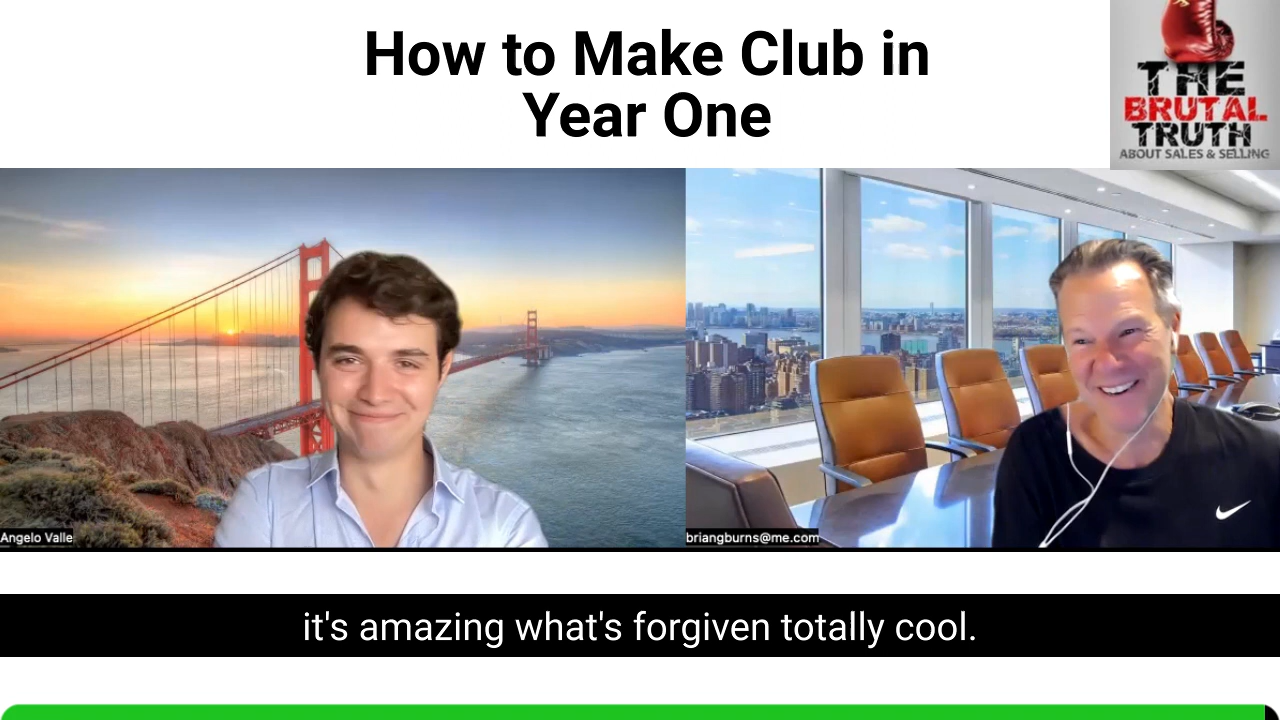 How to Make Club in
Year One
THE
BRUTAL
TRUTH
ABOUT SALES & SELLING
Angelo Valle
briangburns@me.com
it's amazing what's forgiven totally cool.